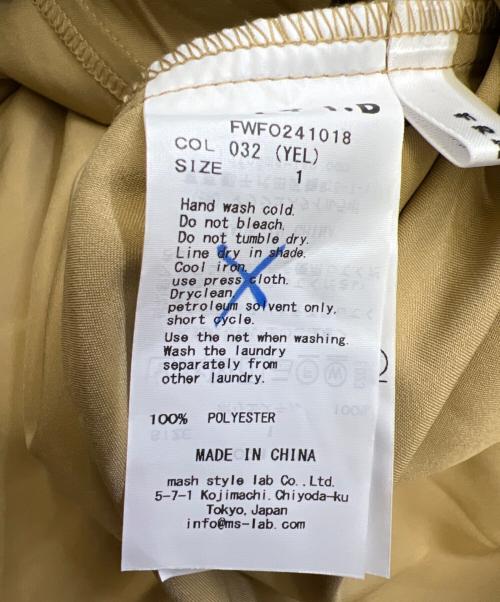 FWFO241018
COL 032 (YEL)
SIZE 1
Hand wash cold.
Do not bleach.
Do not tumble dry.
Line dry in shade.
Cool iron,
use press cloth.
Dryclean,
petroleum solvent only,
short cycle.
Use the net when washing.
Wash the laundry
separately from
other laundry.
100% POLYESTER
MADE IN CHINA
mash style lab Co.,Ltd.
5-7-1 Kojimachi.Chiyoda-ku
Tokyo,Japan
info@ms-lab.com